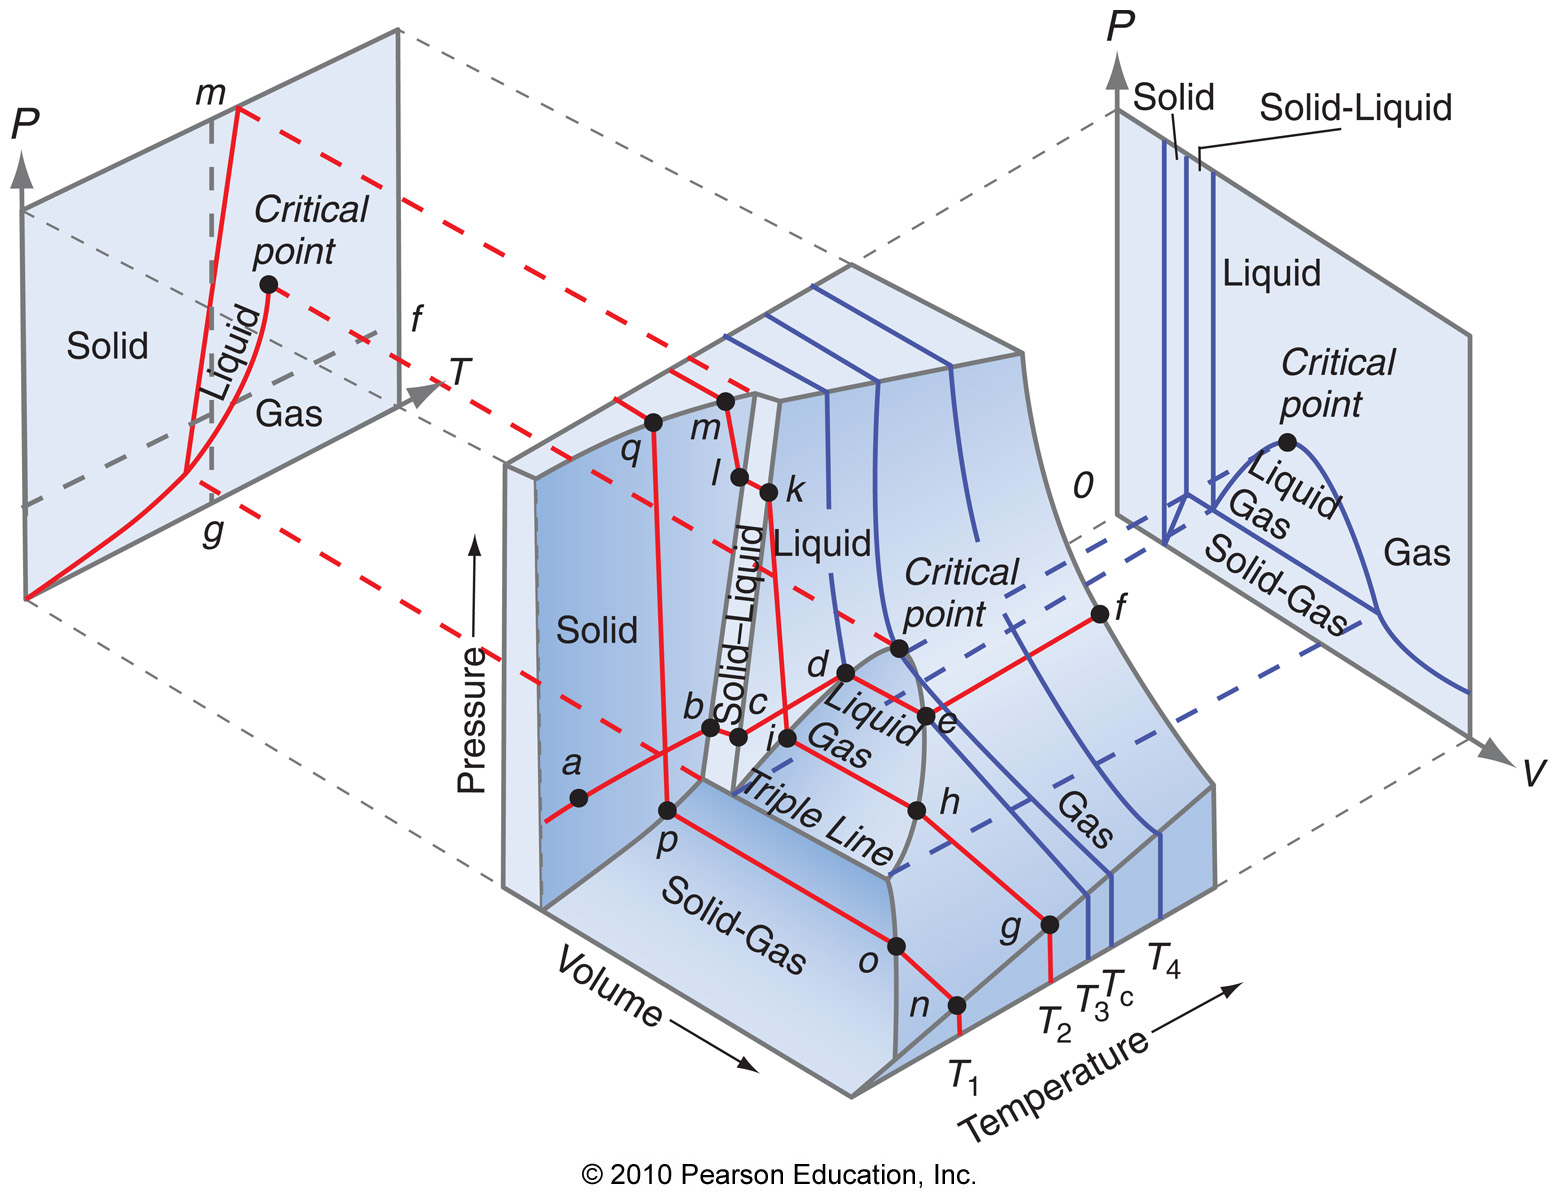 P
m
Critical
point
Solid
Liquid
Gas
f
T
g
P
Solid
Solid-Liquid
Liquid
Critical
point
Liquid
Gas
Gas
Solid-Gas
0
V
q
m
l
k
Solid
Solid–Liquid
Liquid
Critical
point
f
d
Liquid
Gas
e
b
c
i
a
h
Triple Line
Gas
p
Solid-Gas
g
o
n
Pressure
Volume
Temperature
T1
T2
T3
Tc
T4
© 2010 Pearson Education, Inc.